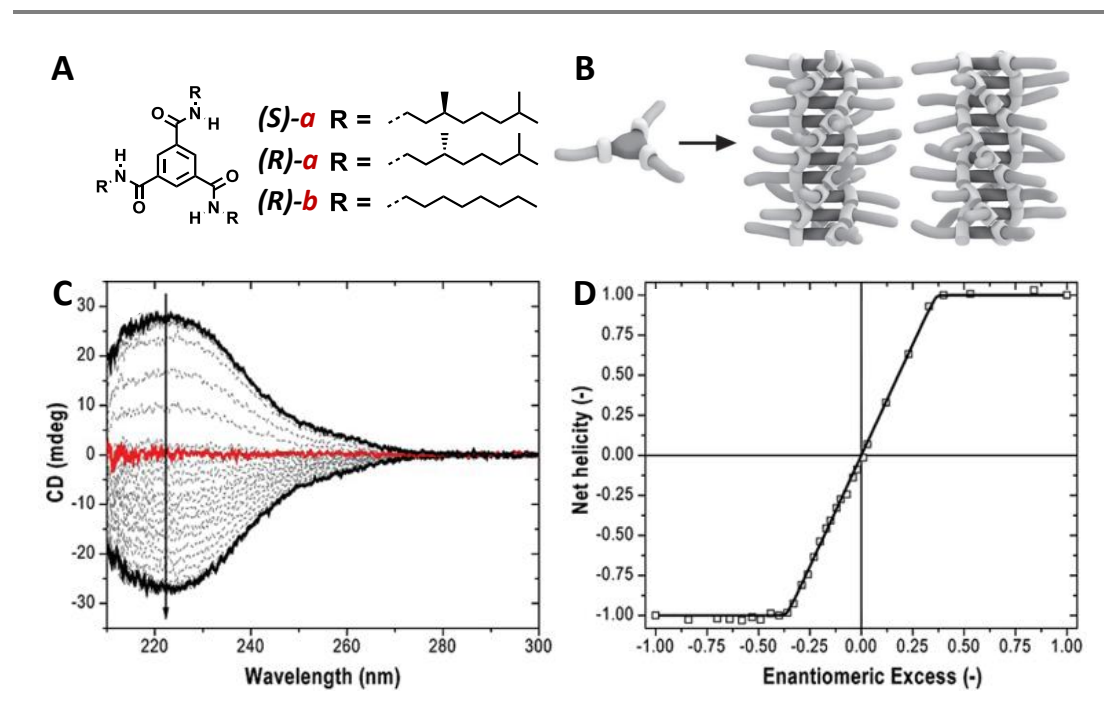 A
B
R
O
N
H
(S)-a R =
H
N
R
O
O
N
H
R
(R)-a R =
(R)-b R =
C
D
30
20
10
0
-10
-20
-30
CD (mdeg)
220 240 260 280 300
Wavelength (nm)
1.00
0.75
0.50
0.25
0.00
-0.25
-0.50
-0.75
-1.00
Net helicity (-)
-1.00 -0.75 -0.50 -0.25 0.00 0.25 0.50 0.75 1.00
Enantiomeric Excess (-)